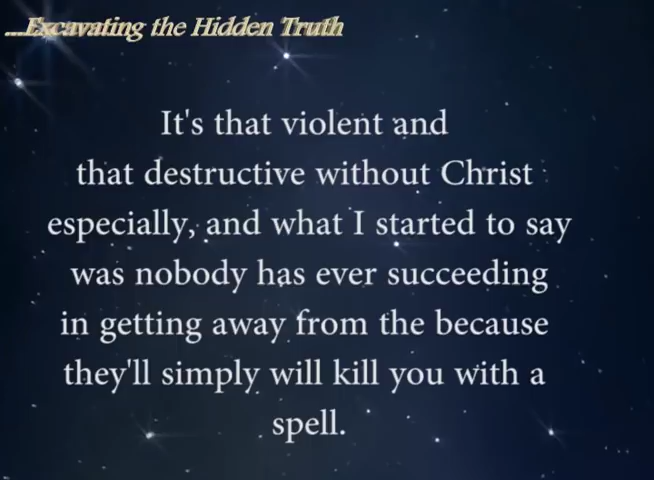 ...Excavating the Hidden Truth
It's that violent and
that destructive without Christ
especially, and what I started to say
was nobody has ever succeeding
in getting away from the because
they'll simply will kill you with a
spell.